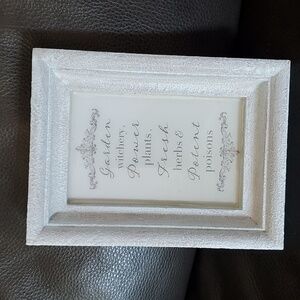 Garden
witchery,
Power
plants,
Fresh
herbs &
Potent
poisons